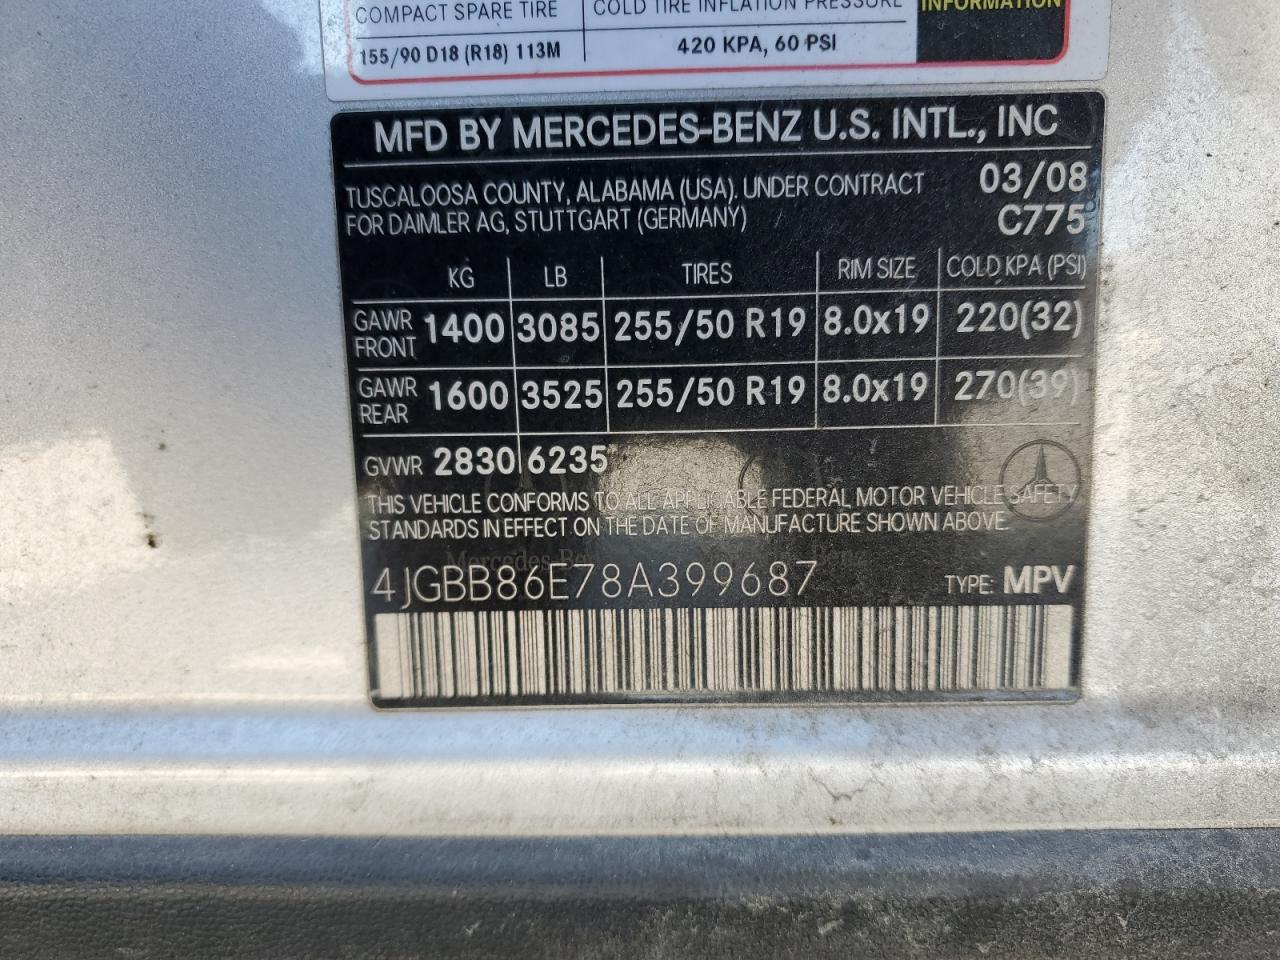 COMPACT SPARE TIRE COLD TIRE INFLATION PRESSURE INFORMATION
155/90 D18 (R18) 113M 420 KPA, 60 PSI
MFD BY MERCEDES-BENZ U.S. INTL., INC
TUSCALOOSA COUNTY, ALABAMA (USA). UNDER CONTRACT 03/08
FOR DAIMLER AG, STUTTGART (GERMANY) C775
KG LB TIRES RIM SIZE COLD KPA (PSI)
GAWR FRONT 1400 3085 255/50 R19 8.0x19 220(32)
GAWR REAR 1600 3525 255/50 R19 8.0x19 270(39)
GVWR 2830 6235
THIS VEHICLE CONFORMS TO ALL APPLICABLE FEDERAL MOTOR VEHICLE SAFETY
STANDARDS IN EFFECT ON THE DATE OF MANUFACTURE SHOWN ABOVE.
4JGBB86E78A399687 TYPE: MPV